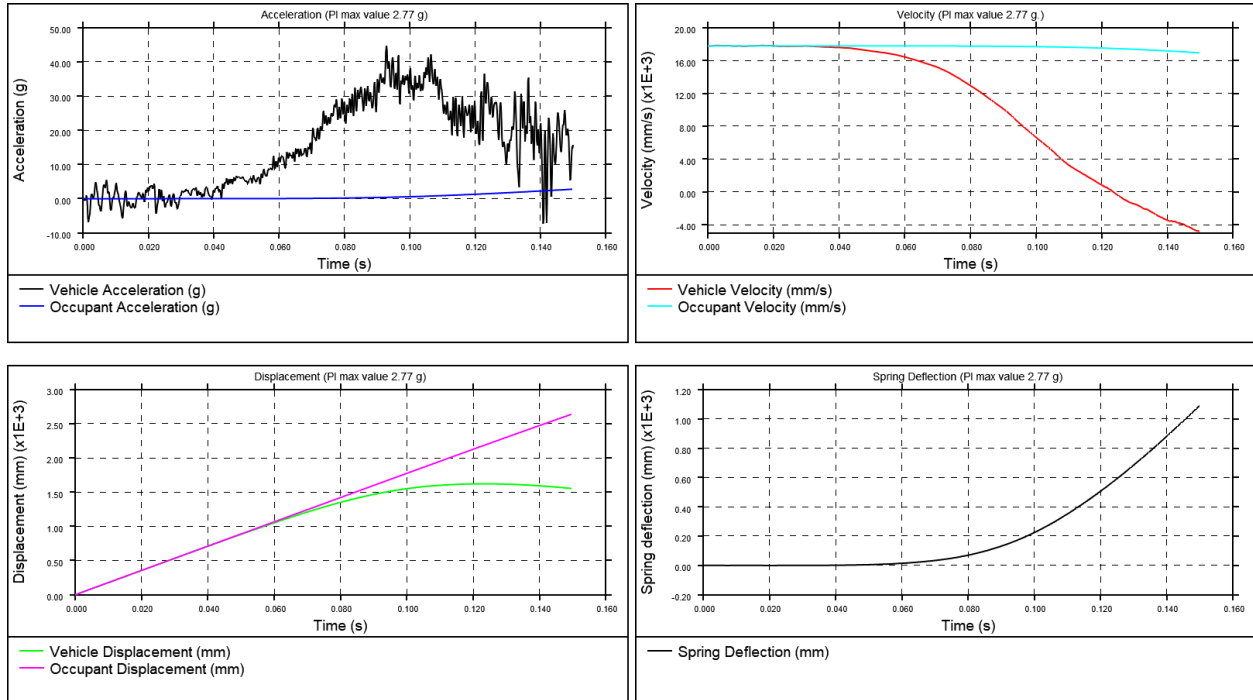 Acceleration (PI max value 2.77 g)
Acceleration (g)
50.00
40.00
30.00
20.00
10.00
0.00
-10.00
0.000 0.020 0.040 0.060 0.080 0.100 0.120 0.140 0.160
Time (s)
Vehicle Acceleration (g)
Occupant Acceleration (g)
Velocity (PI max value 2.77 g.)
Velocity (mm/s) (x1E+3)
20.00
16.00
12.00
8.00
4.00
0.00
-4.00
0.000 0.020 0.040 0.060 0.080 0.100 0.120 0.140 0.160
Time (s)
Vehicle Velocity (mm/s)
Occupant Velocity (mm/s)
Displacement (PI max value 2.77 g)
Displacement (mm) (x1E+3)
3.00
2.50
2.00
1.50
1.00
0.50
0.00
0.000 0.020 0.040 0.060 0.080 0.100 0.120 0.140 0.160
Time (s)
Vehicle Displacement (mm)
Occupant Displacement (mm)
Spring Deflection (PI max value 2.77 g)
Spring deflection (mm) (x1E+3)
1.20
1.00
0.80
0.60
0.40
0.20
0.00
-0.20
0.000 0.020 0.040 0.060 0.080 0.100 0.120 0.140 0.160
Time (s)
Spring Deflection (mm)